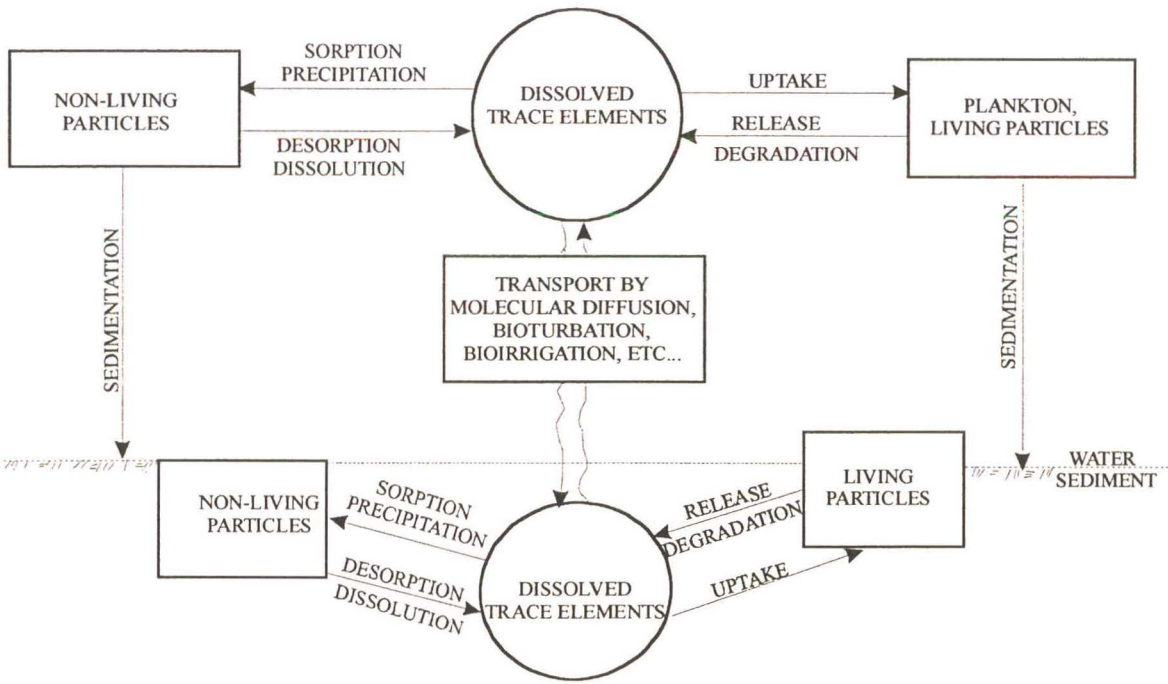 SORPTION
PRECIPITATION
NON-LIVING
PARTICLES
DESORPTION
DISSOLUTION
DISSOLVED
TRACE ELEMENTS
UPTAKE
RELEASE
DEGRADATION
PLANKTON,
LIVING PARTICLES
SEDIMENTATION
TRANSPORT BY
MOLECULAR DIFFUSION,
BIOTURBATION,
BIOIRRIGATION, ETC...
SEDIMENTATION
WATER
SEDIMENT
NON-LIVING
PARTICLES
SORPTION
PRECIPITATION
DESORPTION
DISSOLUTION
DISSOLVED
TRACE ELEMENTS
RELEASE
DEGRADATION
UPTAKE
LIVING
PARTICLES